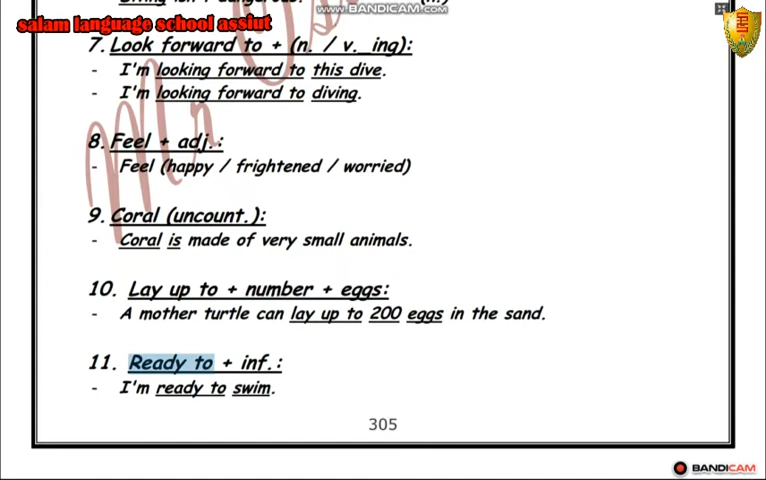 www.BANDICAM.com
salam language school assiut
7. Look forward to + (n. / v._ing):
- I'm looking forward to this dive.
- I'm looking forward to diving.
8. Feel + adj.:
- Feel (happy / frightened / worried)
9. Coral (uncount.):
- Coral is made of very small animals.
10. Lay up to + number + eggs:
- A mother turtle can lay up to 200 eggs in the sand.
11. Ready to + inf.:
- I'm ready to swim.
305
BANDICAM